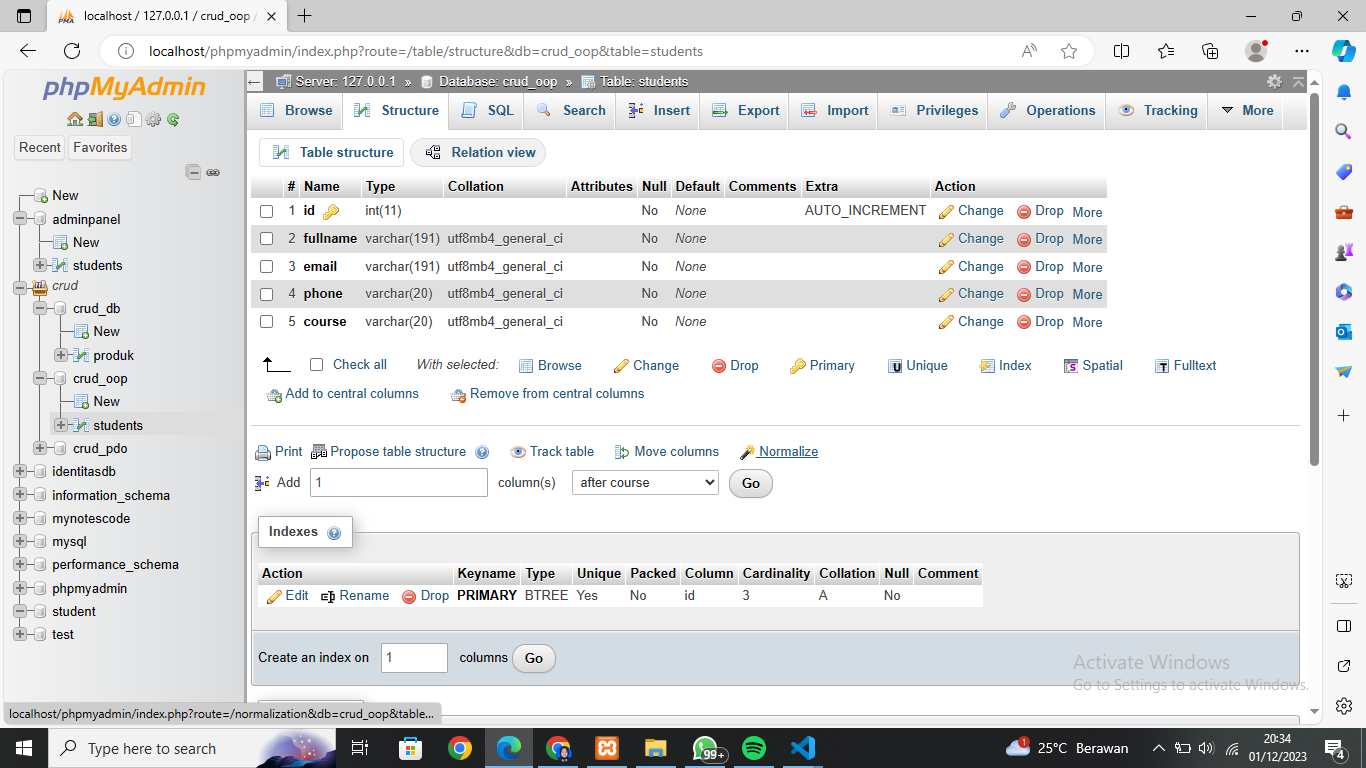 localhost / 127.0.0.1 / crud_oop /
localhost/phpmyadmin/index.php?route=/table/structure&db=crud_oop&table=students
phpMyAdmin
Recent Favorites
New
adminpanel
New
students
crud
crud_db
New
produk
crud_oop
New
students
crud_pdo
identitasdb
information_schema
mynotescode
mysql
performance_schema
phpmyadmin
student
test
Server: 127.0.0.1 » Database: crud_oop » Table: students
Browse Structure SQL Search Insert Export Import Privileges Operations Tracking More
Table structure Relation view
# Name Type Collation Attributes Null Default Comments Extra Action
1 id int(11) No None AUTO_INCREMENT Change Drop More
2 fullname varchar(191) utf8mb4_general_ci No None Change Drop More
3 email varchar(191) utf8mb4_general_ci No None Change Drop More
4 phone varchar(20) utf8mb4_general_ci No None Change Drop More
5 course varchar(20) utf8mb4_general_ci No None Change Drop More
Check all With selected: Browse Change Drop Primary Unique Index Spatial Fulltext
Add to central columns Remove from central columns
Print Propose table structure Track table Move columns Normalize
Add 1 column(s) after course Go
Indexes
Action Keyname Type Unique Packed Column Cardinality Collation Null Comment
Edit Rename Drop PRIMARY BTREE Yes No id 3 A No
Create an index on 1 columns Go
Activate Windows
Go to Settings to activate Windows.
localhost/phpmyadmin/index.php?route=/normalization&db=crud_oop&table...
Type here to search
99+
1
25°C Berawan
20:34
01/12/2023
4